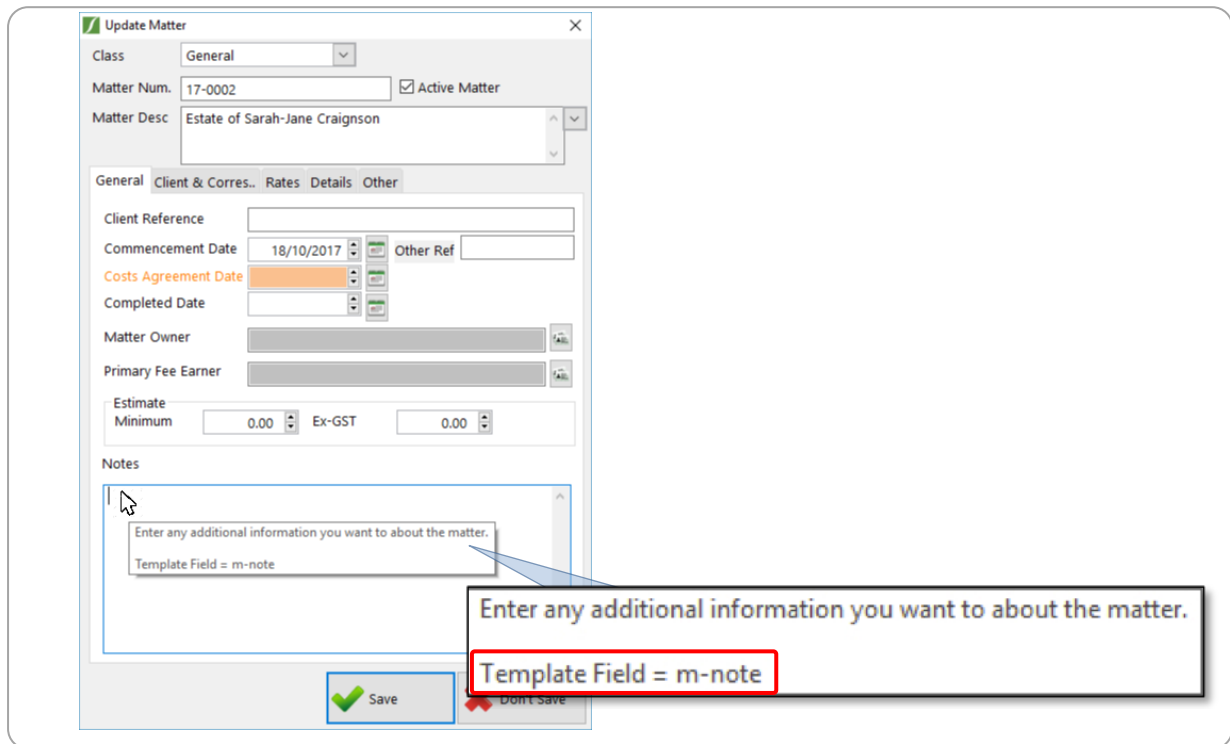 Update Matter
Class General
Matter Num. 17-0002 Active Matter
Matter Desc Estate of Sarah-Jane Craignson
General Client & Corres.. Rates Details Other
Client Reference
Commencement Date 18/10/2017 Other Ref
Costs Agreement Date
Completed Date
Matter Owner
Primary Fee Earner
Estimate
Minimum 0.00 Ex-GST 0.00
Notes
Enter any additional information you want to about the matter.
Template Field = m-note
Enter any additional information you want to about the matter.
Template Field = m-note
Save Don't Save